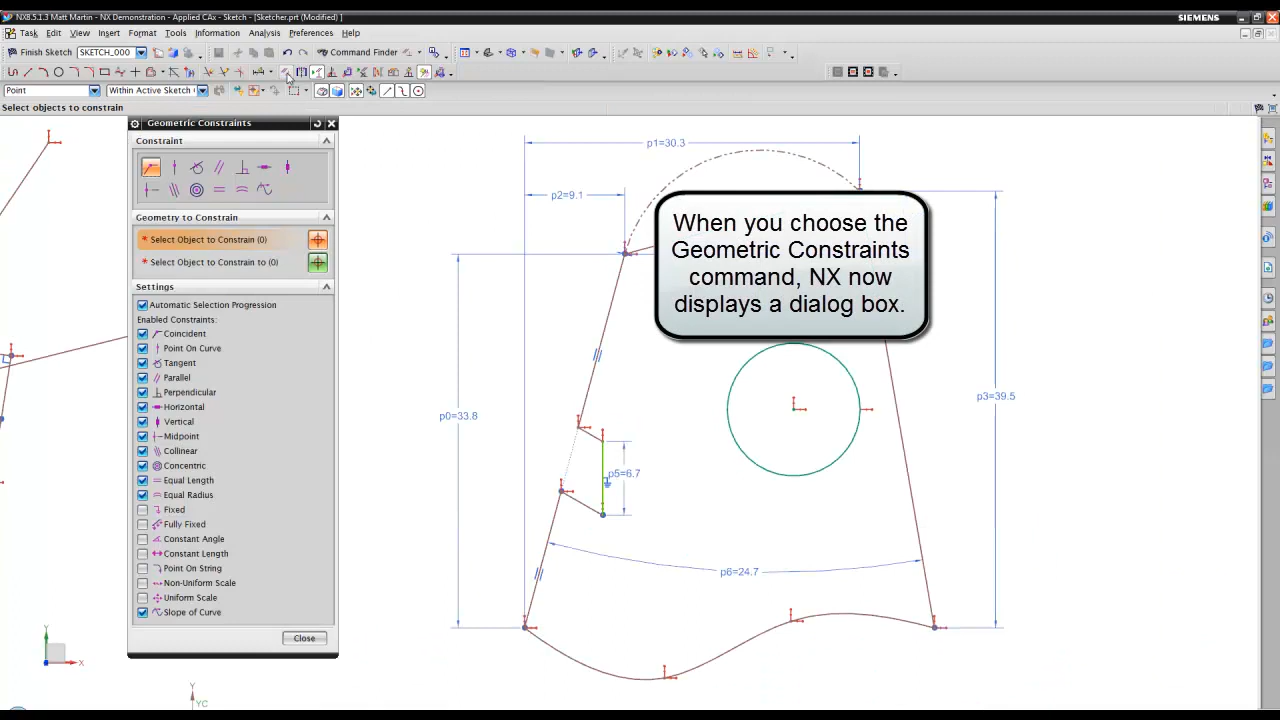 NX8.5.1.3 Matt Martin - NX Demonstration - Applied CAx - Sketch - [Sketcher.prt (Modified) ]
SIEMENS
Task Edit View Insert Format Tools Information Analysis Preferences Help
Finish Sketch SKETCH_000 Command Finder
Point Within Active Sketch
Select objects to constrain
Geometric Constraints
Constraint
Geometry to Constrain
* Select Object to Constrain (0)
* Select Object to Constrain to (0)
Settings
Automatic Selection Progression
Enabled Constraints:
Coincident
Point On Curve
Tangent
Parallel
Perpendicular
Horizontal
Vertical
Midpoint
Collinear
Concentric
Equal Length
Equal Radius
Fixed
Fully Fixed
Constant Angle
Constant Length
Point On String
Non-Uniform Scale
Uniform Scale
Slope of Curve
Close
p1=30.3
p2=9.1
When you choose the
Geometric Constraints
command, NX now
displays a dialog box.
p3=39.5
p0=33.8
p5=6.7
p6=24.7
Y
X
Y
YC